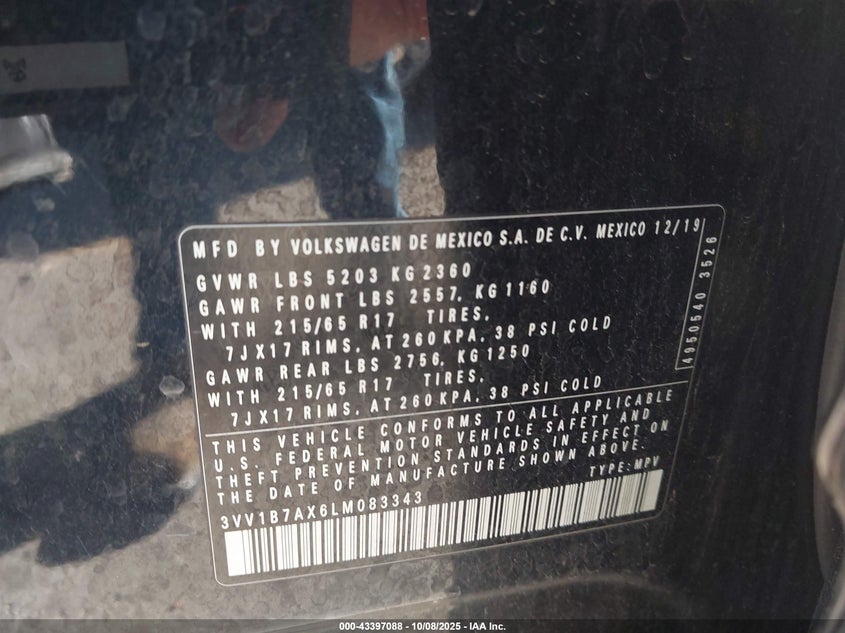 MFD BY VOLKSWAGEN DE MEXICO S.A. DE C.V. MEXICO 12/19
GVWR LBS 5203 KG 2360
GAWR FRONT LBS 2557, KG 1160
WITH 215/65 R17 TIRES,
7JX17 RIMS, AT 260 KPA, 38 PSI COLD
GAWR REAR LBS 2756, KG 1250
WITH 215/65 R17 TIRES,
7JX17 RIMS, AT 260 KPA, 38 PSI COLD
4950540 3526
THIS VEHICLE CONFORMS TO ALL APPLICABLE
U.S. FEDERAL MOTOR VEHICLE SAFETY AND
THEFT PREVENTION STANDARDS IN EFFECT ON
THE DATE OF MANUFACTURE SHOWN ABOVE.
TYPE: MPV
3VV1B7AX6LM083343
000-43397088 - 10/08/2025 - IAA Inc.